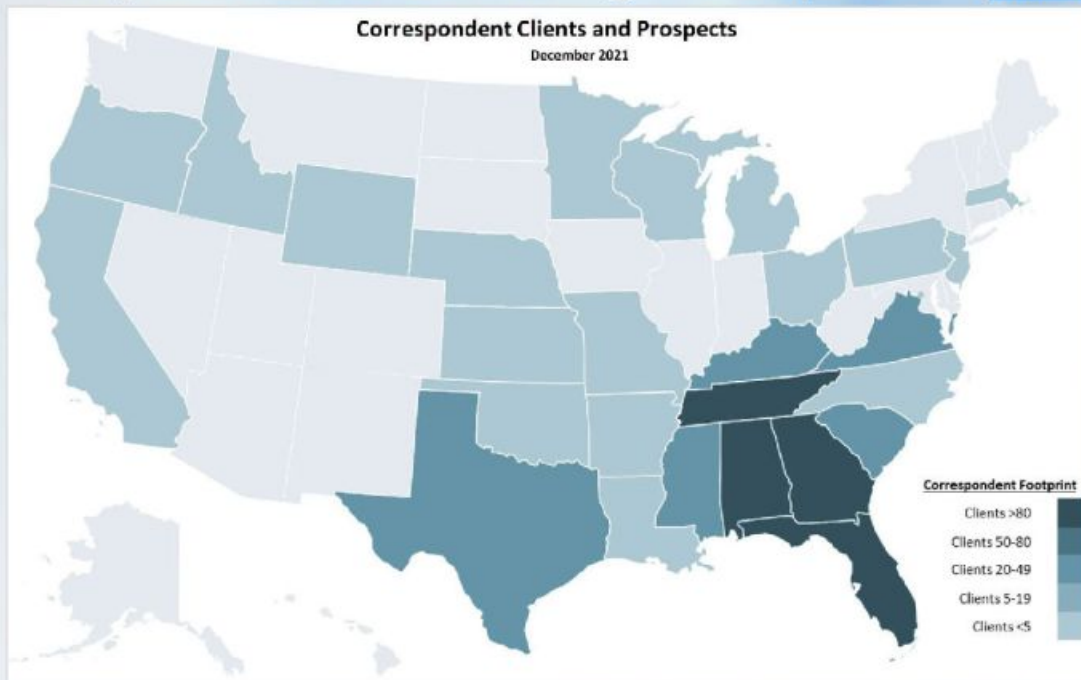 Correspondent Clients and Prospects
December 2021
Correspondent Footprint
Clients >80
Clients 50-80
Clients 20-49
Clients 5-19
Clients <5